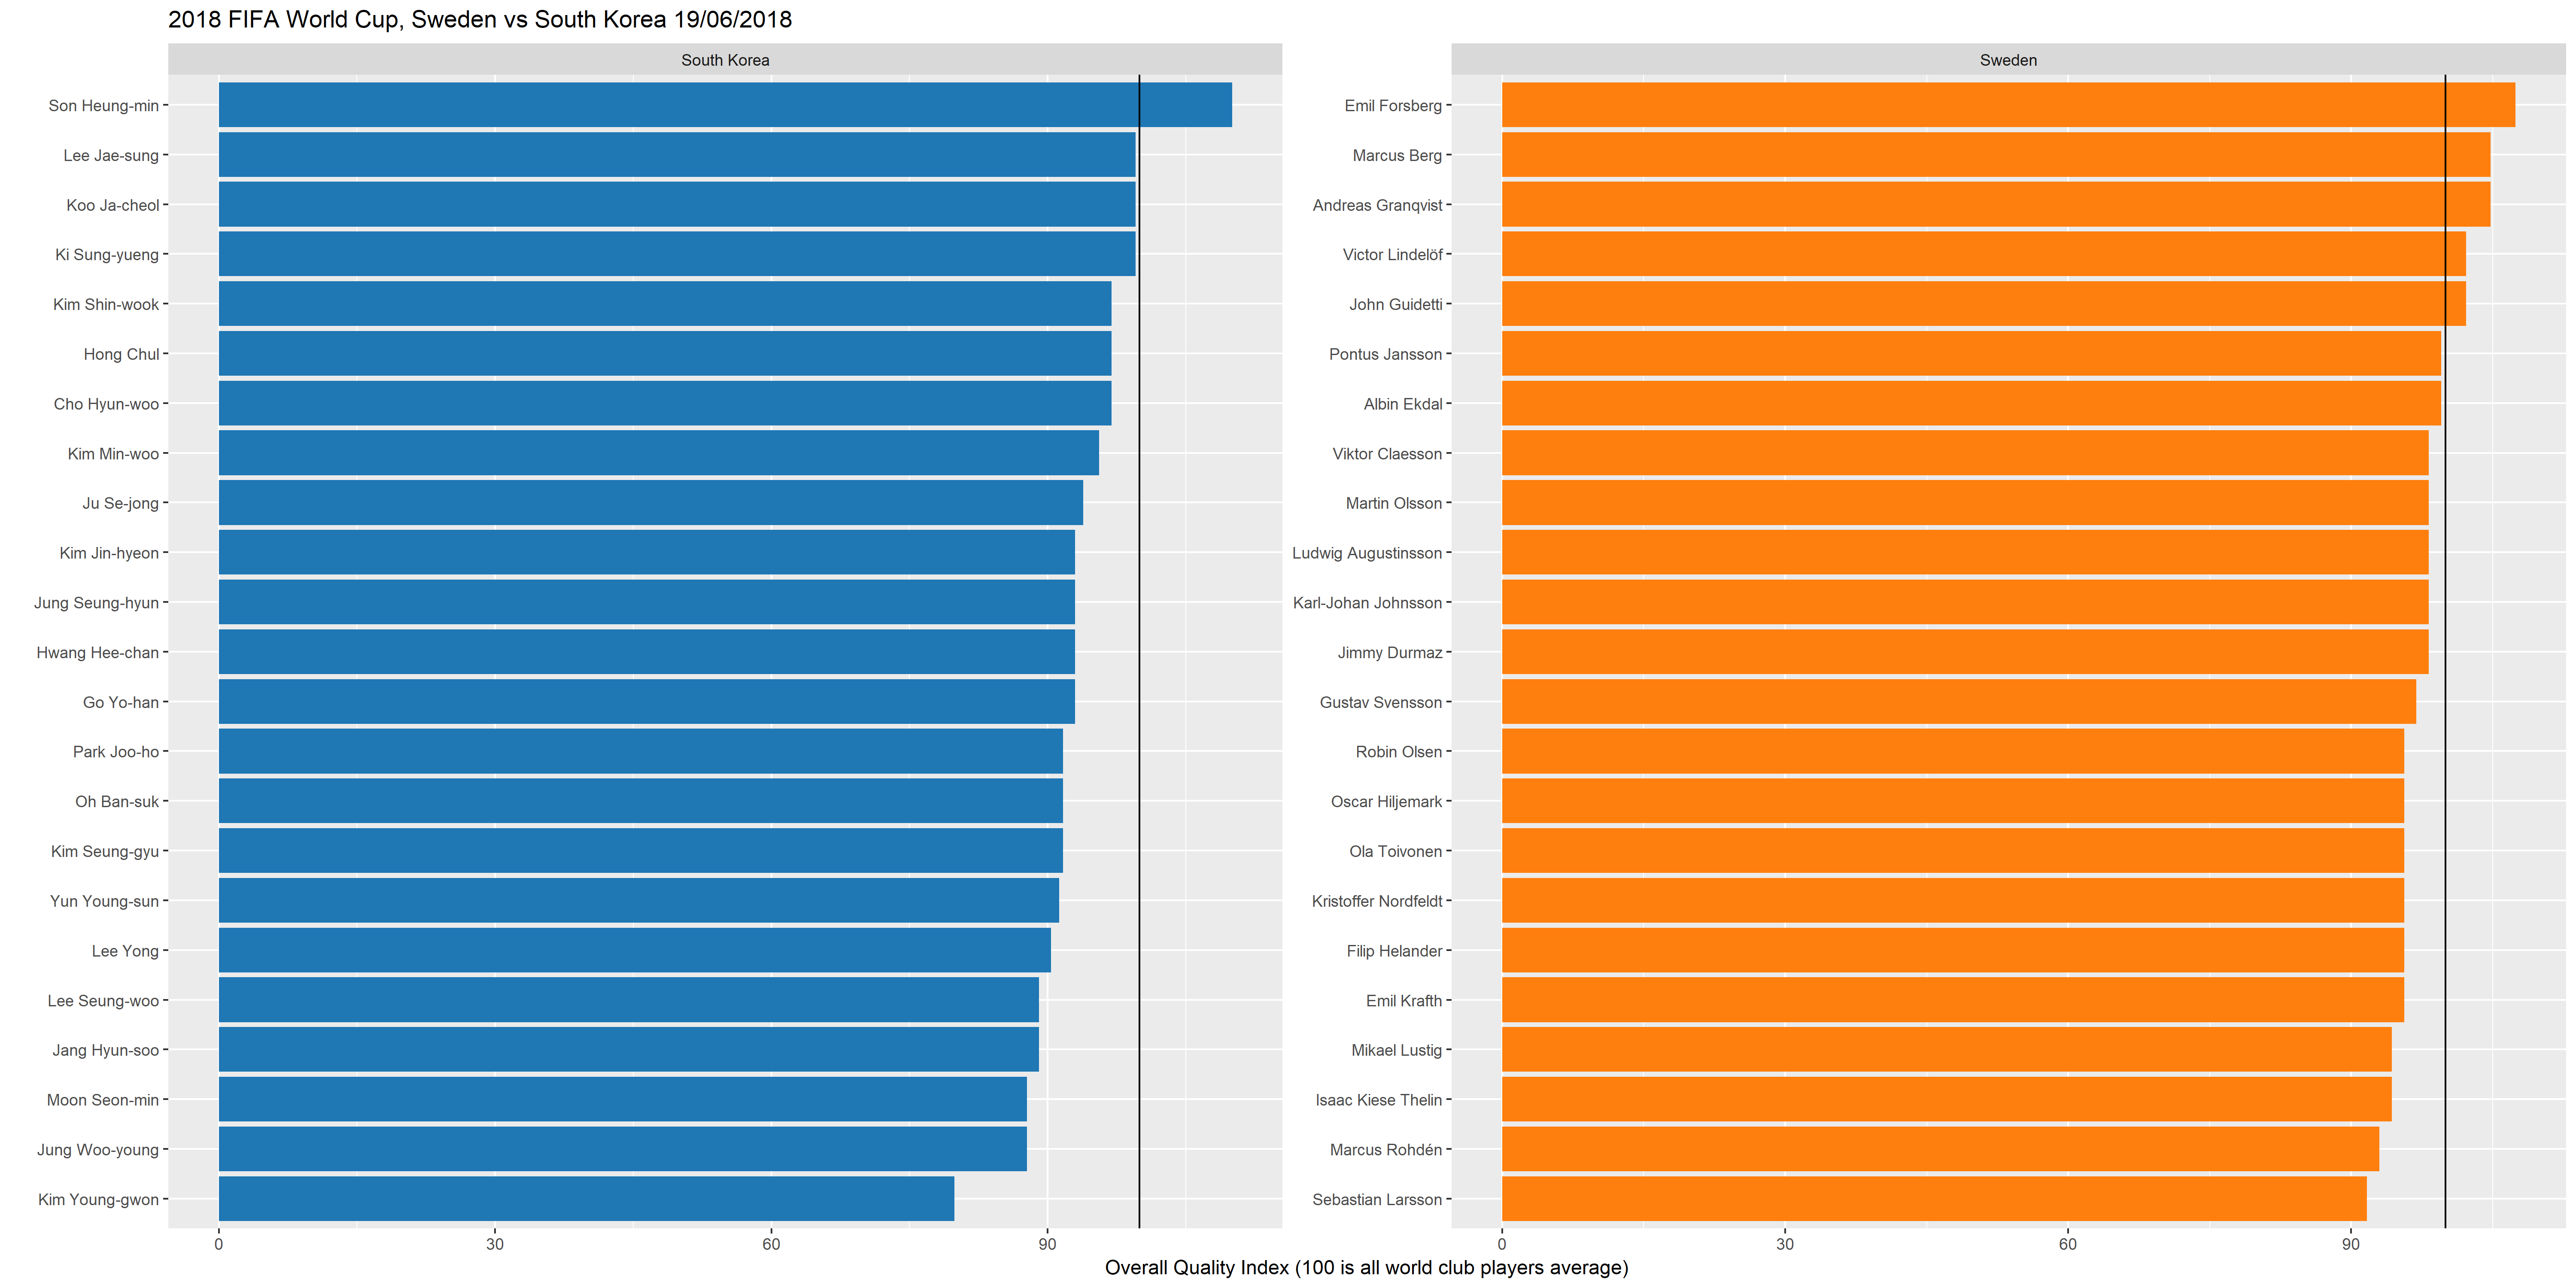 2018 FIFA World Cup, Sweden vs South Korea 19/06/2018
South Korea
Son Heung-min
Lee Jae-sung
Koo Ja-cheol
Ki Sung-yueng
Kim Shin-wook
Hong Chul
Cho Hyun-woo
Kim Min-woo
Ju Se-jong
Kim Jin-hyeon
Jung Seung-hyun
Hwang Hee-chan
Go Yo-han
Park Joo-ho
Oh Ban-suk
Kim Seung-gyu
Yun Young-sun
Lee Yong
Lee Seung-woo
Jang Hyun-soo
Moon Seon-min
Jung Woo-young
Kim Young-gwon
0 30 60 90
Sweden
Emil Forsberg
Marcus Berg
Andreas Granqvist
Victor Lindelöf
John Guidetti
Pontus Jansson
Albin Ekdal
Viktor Claesson
Martin Olsson
Ludwig Augustinsson
Karl-Johan Johnsson
Jimmy Durmaz
Gustav Svensson
Robin Olsen
Oscar Hiljemark
Ola Toivonen
Kristoffer Nordfeldt
Filip Helander
Emil Krafth
Mikael Lustig
Isaac Kiese Thelin
Marcus Rohdén
Sebastian Larsson
0 30 60 90
Overall Quality Index (100 is all world club players average)